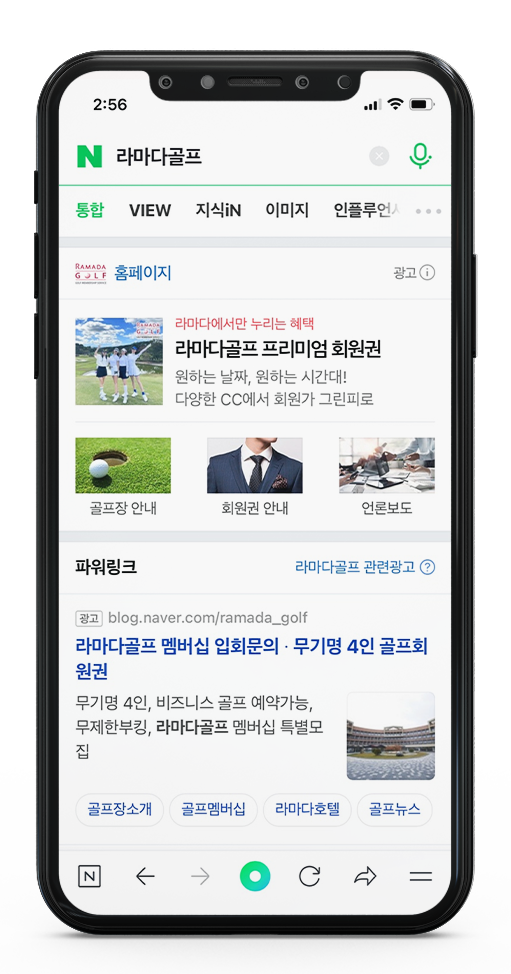 2:56
N 라마다골프
통합 VIEW 지식iN 이미지 인플루언서
RAMADA
GOLF
홈페이지
광고
RAMADA
GOLF
라마다에서만 누리는 혜택
라마다골프 프리미엄 회원권
원하는 날짜, 원하는 시간대!
다양한 CC에서 회원가 그린피로
골프장 안내 회원권 안내 언론보도
파워링크 라마다골프 관련광고 ?
광고 blog.naver.com/ramada_golf
라마다골프 멤버십 입회문의 · 무기명 4인 골프회
원권
무기명 4인, 비즈니스 골프 예약가능,
무제한부킹, 라마다골프 멤버십 특별모
집
골프장소개 골프멤버십 라마다호텔 골프뉴스
N